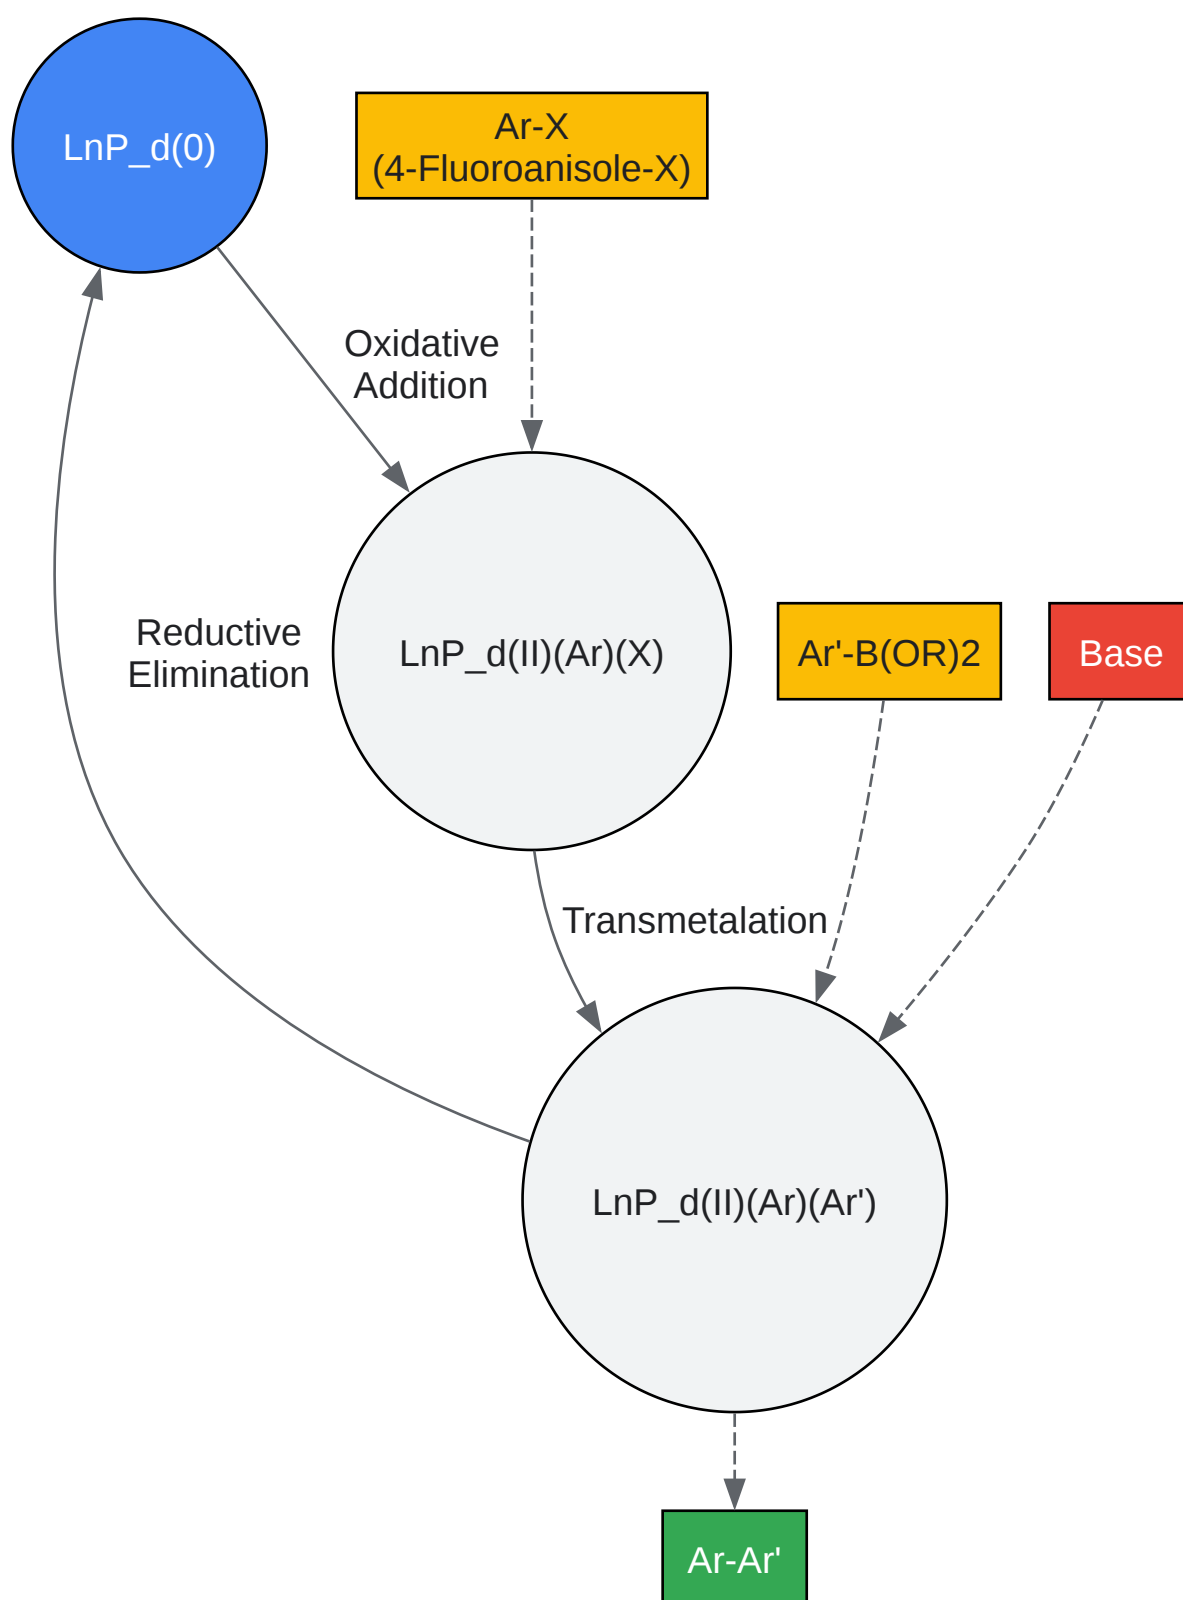 LnP_d(0)
Ar-X
(4-Fluoroanisole-X)
Oxidative
Addition
Reductive
Elimination
LnP_d(II)(Ar)(X)
Ar'-B(OR)2
Base
Transmetalation
LnP_d(II)(Ar)(Ar')
Ar-Ar'